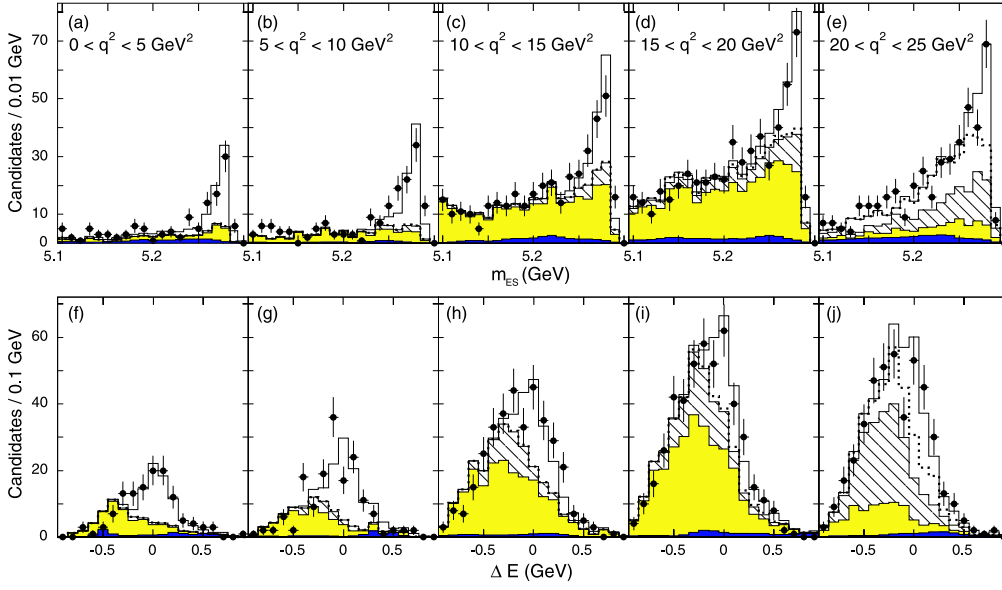 (a) (b) (c) (d) (e)
0 < q² < 5 GeV² 5 < q² < 10 GeV² 10 < q² < 15 GeV² 15 < q² < 20 GeV² 20 < q² < 25 GeV²
Candidates / 0.01 GeV
70
50
30
10
0
5.1 5.2 5.1 5.2 5.1 5.2 5.1 5.2 5.1 5.2
m_ES (GeV)
(f) (g) (h) (i) (j)
Candidates / 0.1 GeV
60
40
20
0
-0.5 0 0.5 -0.5 0 0.5 -0.5 0 0.5 -0.5 0 0.5 -0.5 0 0.5
Δ E (GeV)